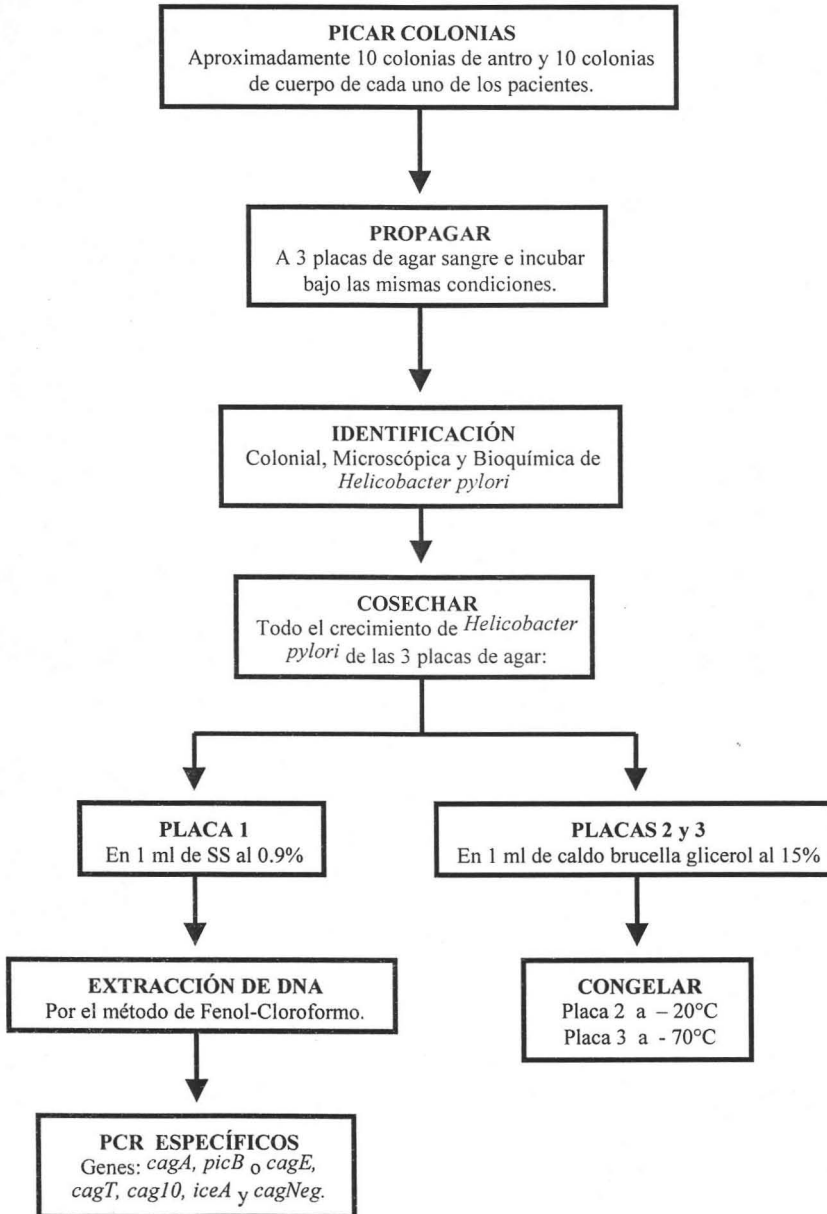 PICAR COLONIAS
Aproximadamente 10 colonias de antro y 10 colonias
de cuerpo de cada uno de los pacientes.
PROPAGAR
A 3 placas de agar sangre e incubar
bajo las mismas condiciones.
IDENTIFICACIÓN
Colonial, Microscópica y Bioquímica de
Helicobacter pylori
COSECHAR
Todo el crecimiento de Helicobacter
pylori de las 3 placas de agar:
PLACA 1
En 1 ml de SS al 0.9%
PLACAS 2 y 3
En 1 ml de caldo brucella glicerol al 15%
EXTRACCIÓN DE DNA
Por el método de Fenol-Cloroformo.
CONGELAR
Placa 2 a – 20°C
Placa 3 a - 70°C
PCR ESPECÍFICOS
Genes: cagA, picB o cagE,
cagT, cag10, iceA y cagNeg.